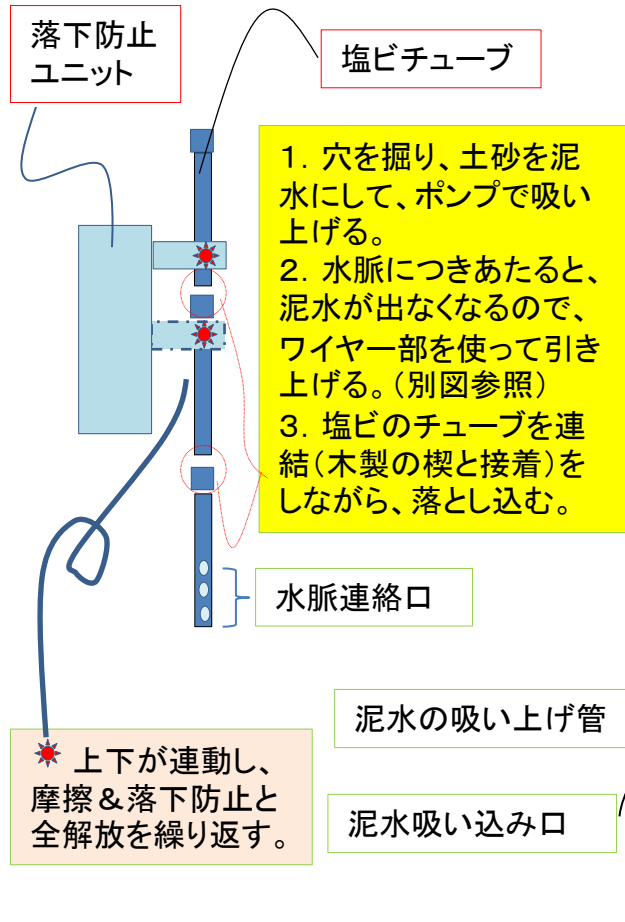 落下防止
ユニット
塩ビチューブ
1．穴を掘り、土砂を泥
水にして、ポンプで吸い
上げる。
2．水脈につきあたると、
泥水が出なくなるので、
ワイヤー部を使って引き
上げる。（別図参照）
3．塩ビのチューブを連
結（木製の楔と接着）を
しながら、落とし込む。
水脈連絡口
泥水の吸い上げ管
上下が連動し、
摩擦＆落下防止と
全解放を繰り返す。
泥水吸い込み口